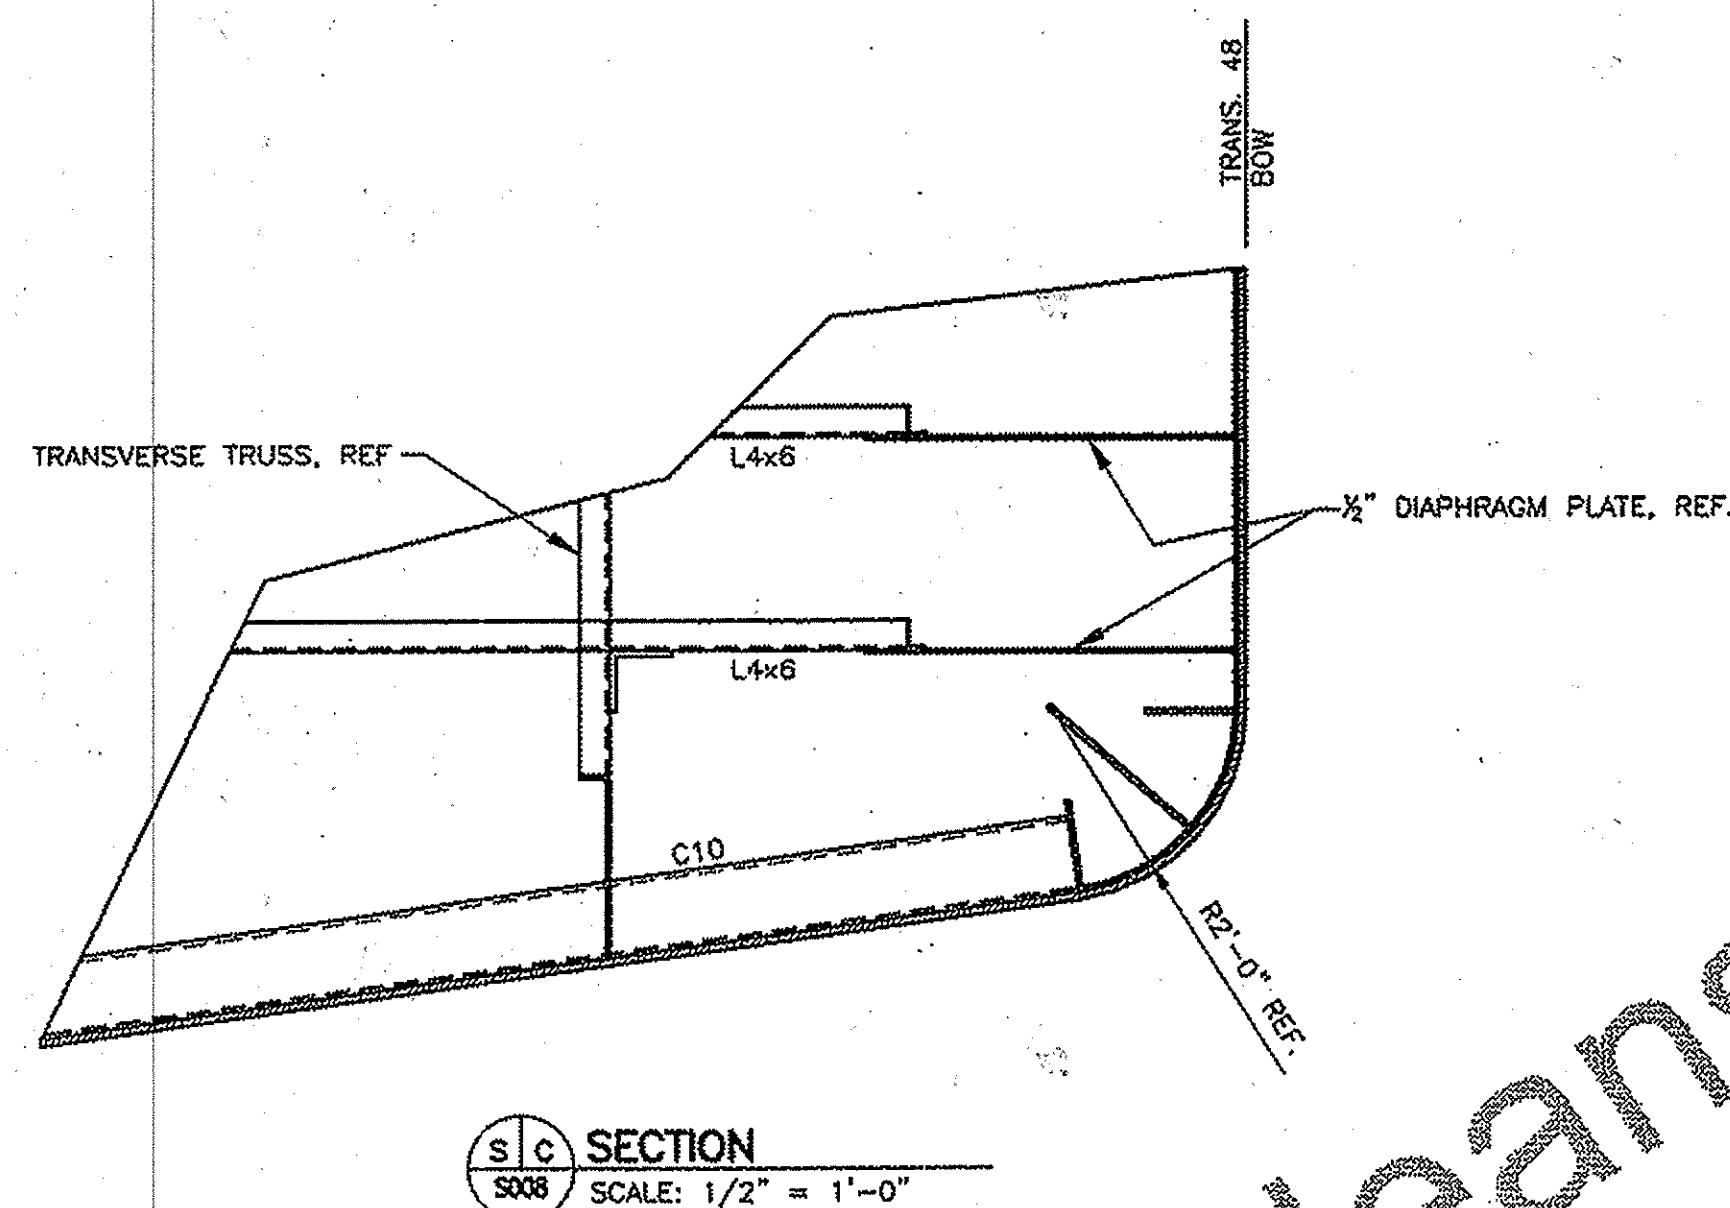 TRANS. 48
BOW
TRANSVERSE TRUSS, REF
L4x6
½" DIAPHRAGM PLATE, REF.
L4x6
C10
R2'-0" REF.
S C
S008
SECTION
SCALE: 1/2" = 1'-0"